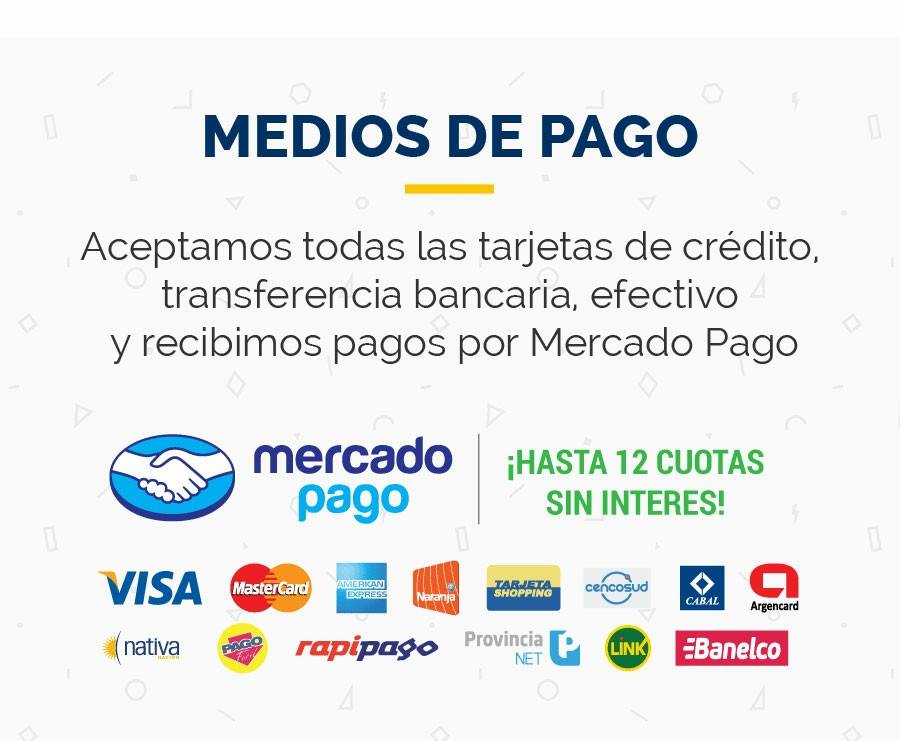 MEDIOS DE PAGO
Aceptamos todas las tarjetas de crédito,
transferencia bancaria, efectivo
y recibimos pagos por Mercado Pago
mercado
pago
¡HASTA 12 CUOTAS
SIN INTERES!
VISA
MasterCard
AMERICAN
EXPRESS
Naranja
TARJETA
SHOPPING
cencosud
CABAL
Argencard
nativa
NACIÓN
PAGO
Fácil
rapipago
Provincia
NET
LINK
Banelco